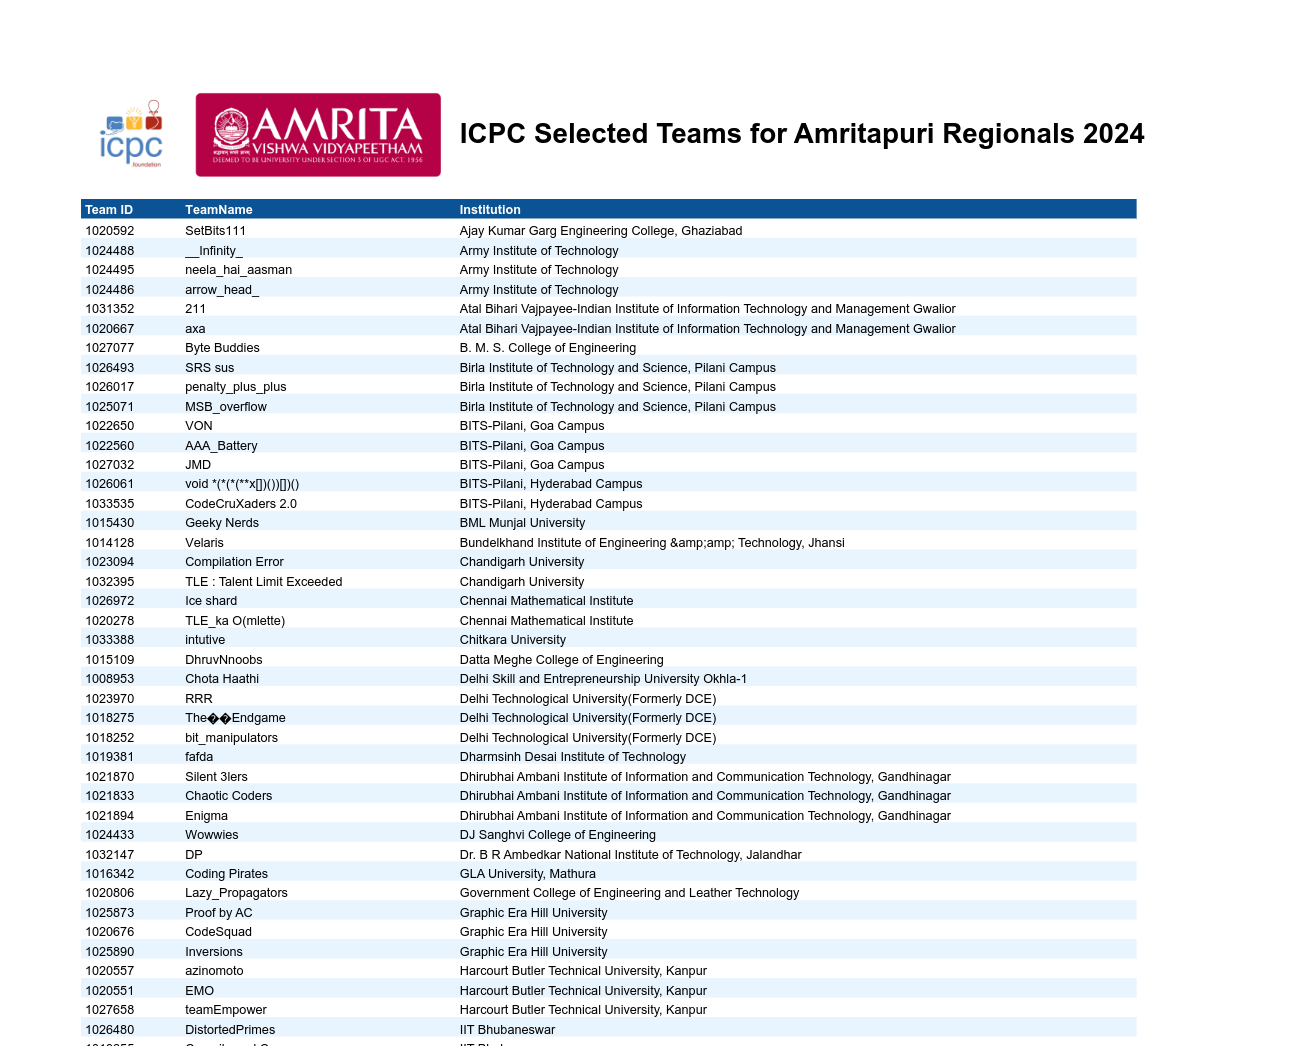 icpc
foundation
AMRITA
VISHWA VIDYAPEETHAM
DEEMED TO BE UNIVERSITY UNDER SECTION 3 OF UGC ACT, 1956
ICPC Selected Teams for Amritapuri Regionals 2024
Team ID TeamName Institution
1020592 SetBits111 Ajay Kumar Garg Engineering College, Ghaziabad
1024488 __Infinity_ Army Institute of Technology
1024495 neela_hai_aasman Army Institute of Technology
1024486 arrow_head_ Army Institute of Technology
1031352 211 Atal Bihari Vajpayee-Indian Institute of Information Technology and Management Gwalior
1020667 axa Atal Bihari Vajpayee-Indian Institute of Information Technology and Management Gwalior
1027077 Byte Buddies B. M. S. College of Engineering
1026493 SRS sus Birla Institute of Technology and Science, Pilani Campus
1026017 penalty_plus_plus Birla Institute of Technology and Science, Pilani Campus
1025071 MSB_overflow Birla Institute of Technology and Science, Pilani Campus
1022650 VON BITS-Pilani, Goa Campus
1022560 AAA_Battery BITS-Pilani, Goa Campus
1027032 JMD BITS-Pilani, Goa Campus
1026061 void *(*(*(**x[])())[])() BITS-Pilani, Hyderabad Campus
1033535 CodeCruXaders 2.0 BITS-Pilani, Hyderabad Campus
1015430 Geeky Nerds BML Munjal University
1014128 Velaris Bundelkhand Institute of Engineering &amp;amp; Technology, Jhansi
1023094 Compilation Error Chandigarh University
1032395 TLE : Talent Limit Exceeded Chandigarh University
1026972 Ice shard Chennai Mathematical Institute
1020278 TLE_ka O(mlette) Chennai Mathematical Institute
1033388 intutive Chitkara University
1015109 DhruvNnoobs Datta Meghe College of Engineering
1008953 Chota Haathi Delhi Skill and Entrepreneurship University Okhla-1
1023970 RRR Delhi Technological University(Formerly DCE)
1018275 The��Endgame Delhi Technological University(Formerly DCE)
1018252 bit_manipulators Delhi Technological University(Formerly DCE)
1019381 fafda Dharmsinh Desai Institute of Technology
1021870 Silent 3lers Dhirubhai Ambani Institute of Information and Communication Technology, Gandhinagar
1021833 Chaotic Coders Dhirubhai Ambani Institute of Information and Communication Technology, Gandhinagar
1021894 Enigma Dhirubhai Ambani Institute of Information and Communication Technology, Gandhinagar
1024433 Wowwies DJ Sanghvi College of Engineering
1032147 DP Dr. B R Ambedkar National Institute of Technology, Jalandhar
1016342 Coding Pirates GLA University, Mathura
1020806 Lazy_Propagators Government College of Engineering and Leather Technology
1025873 Proof by AC Graphic Era Hill University
1020676 CodeSquad Graphic Era Hill University
1025890 Inversions Graphic Era Hill University
1020557 azinomoto Harcourt Butler Technical University, Kanpur
1020551 EMO Harcourt Butler Technical University, Kanpur
1027658 teamEmpower Harcourt Butler Technical University, Kanpur
1026480 DistortedPrimes IIT Bhubaneswar